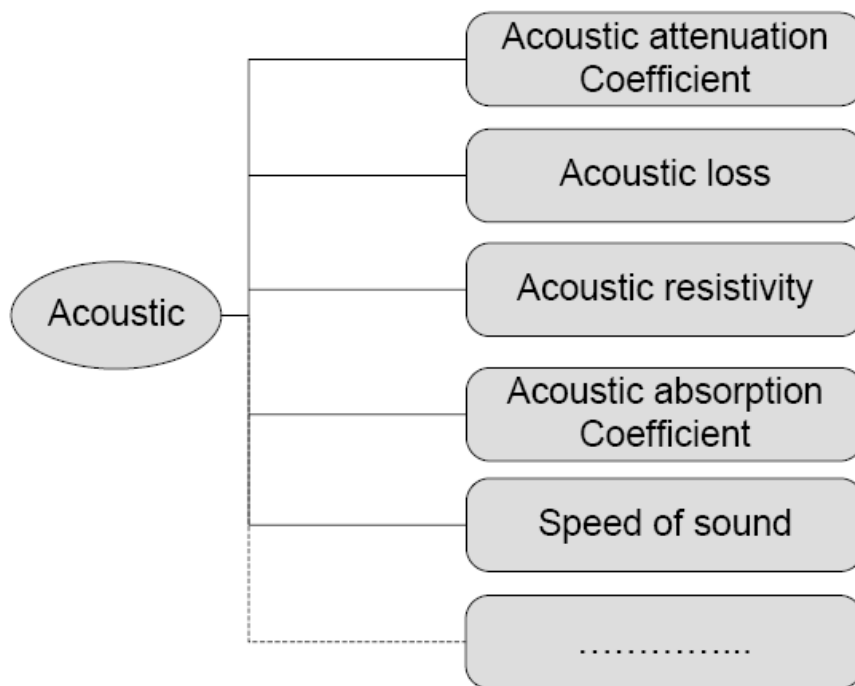 Acoustic attenuation
Coefficient
Acoustic loss
Acoustic
Acoustic resistivity
Acoustic absorption
Coefficient
Speed of sound
……………...